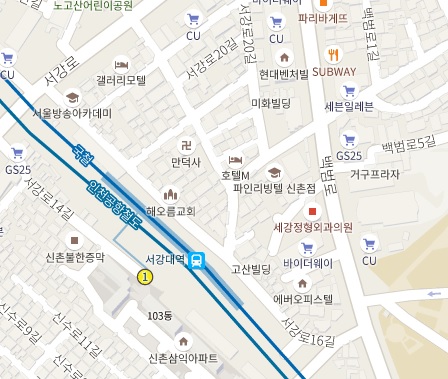 노고산어린이공원
CU
바이더웨이
파리바게뜨
서강로20길
서강로
서강로20길
백범로1길
갤러리모텔
현대벤처빌
SUBWAY
CU
미화빌딩
세븐일레븐
서울방송아카데미
국철
만덕사
GS25
백범로5길
GS25
호텔M
백범로
거구프라자
인천공항철도
파인리빙텔 신촌점
서강로14길
해오름교회
세강정형외과의원
신촌불한증막
서강대역
고산빌딩
바이더웨이
CU
1
에버오피스텔
103동
서강로16길
신수로9길
신수로11길
신촌삼익아파트